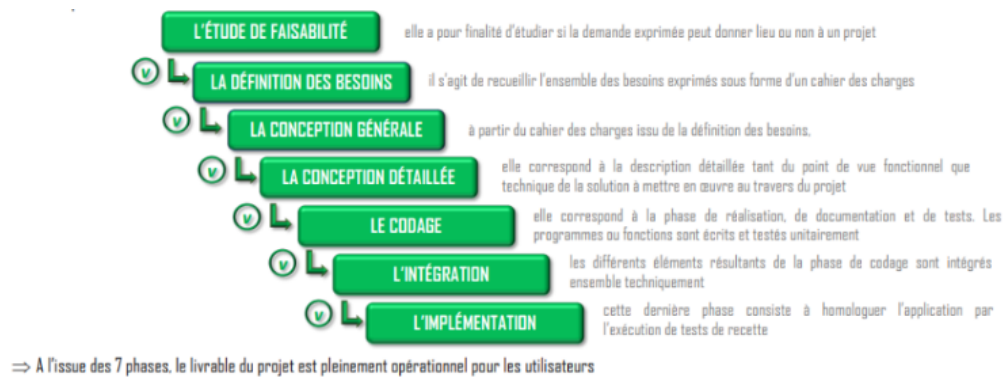 L'ÉTUDE DE FAISABILITÉ
elle a pour finalité d'étudier si la demande exprimée peut donner lieu ou non à un projet
V
LA DÉFINITION DES BESOINS
il s'agit de recueillir l'ensemble des besoins exprimés sous forme d'un cahier des charges
V
LA CONCEPTION GÉNÉRALE
à partir du cahier des charges issu de la définition des besoins,
V
LA CONCEPTION DÉTAILLÉE
elle correspond à la description détaillée tant du point de vue fonctionnel que
technique de la solution à mettre en œuvre au travers du projet
V
LE CODAGE
elle correspond à la phase de réalisation, de documentation et de tests. Les
programmes ou fonctions sont écrits et testés unitairement
V
L'INTÉGRATION
les différents éléments résultants de la phase de codage sont intégrés
ensemble techniquement
V
L'IMPLÉMENTATION
cette dernière phase consiste à homologuer l'application par
l'exécution de tests de recette
⇒ A l'issue des 7 phases, le livrable du projet est pleinement opérationnel pour les utilisateurs